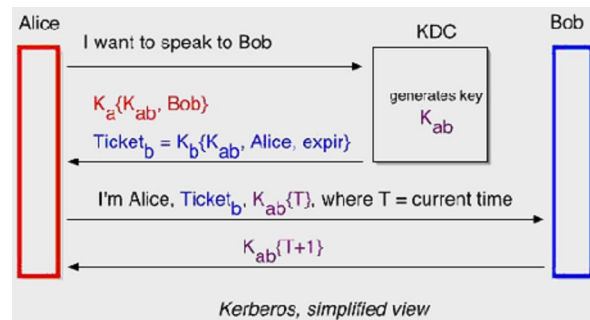 Alice
Bob
KDC
I want to speak to Bob
generates key
Kab
Ka{Kab, Bob}
Ticketb = Kb{Kab, Alice, expir}
I'm Alice, Ticketb, Kab{T}, where T = current time
Kab{T+1}
Kerberos, simplified view